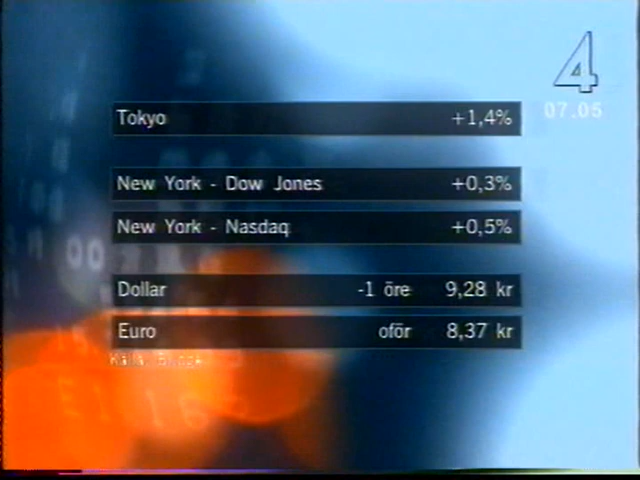 4
07.05
Tokyo +1,4%
New York - Dow Jones +0,3%
New York - Nasdaq +0,5%
Dollar -1 öre 9,28 kr
Euro oför 8,37 kr